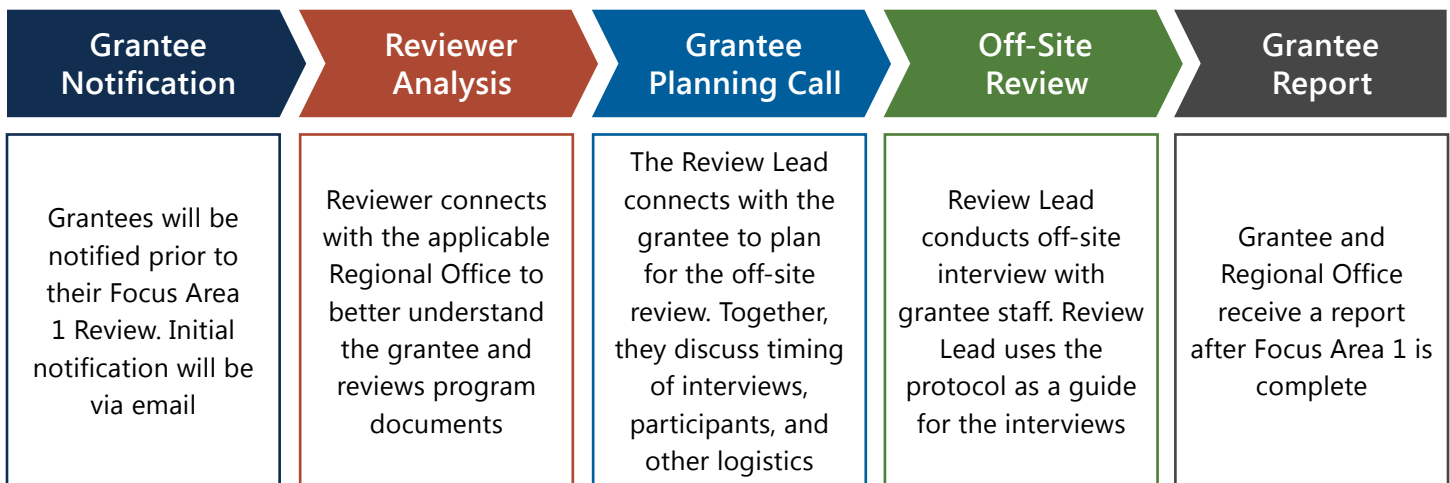 Grantee
Notification
Reviewer
Analysis
Grantee
Planning Call
Off-Site
Review
Grantee
Report
Grantees will be
notified prior to
their Focus Area
1 Review. Initial
notification will be
via email
Reviewer connects
with the applicable
Regional Office to
better understand
the grantee and
reviews program
documents
The Review Lead
connects with the
grantee to plan
for the off-site
review. Together,
they discuss timing
of interviews,
participants, and
other logistics
Review Lead
conducts off-site
interview with
grantee staff. Review
Lead uses the
protocol as a guide
for the interviews
Grantee and
Regional Office
receive a report
after Focus Area 1 is
complete